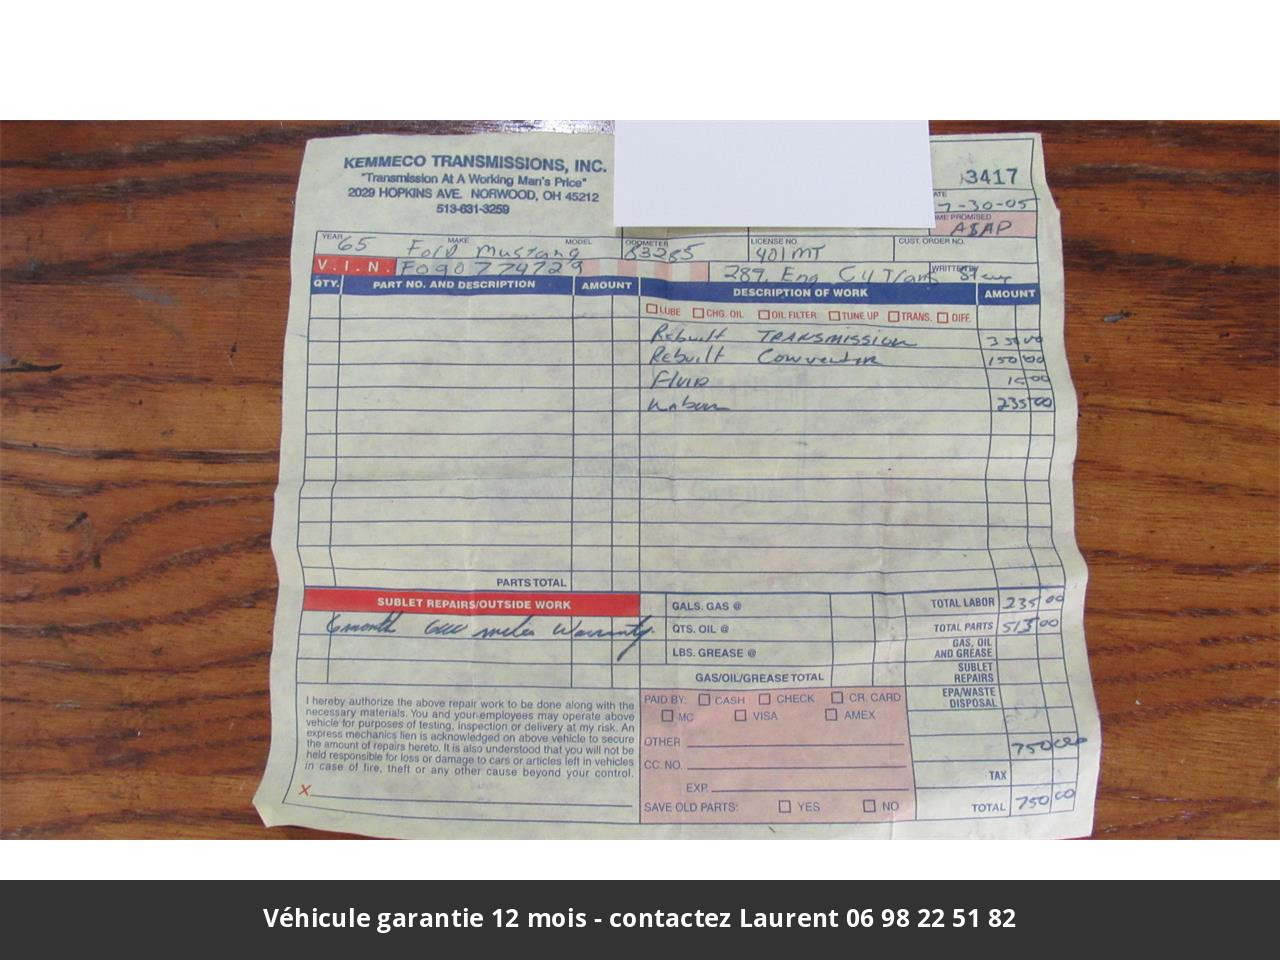 KEMMECO TRANSMISSIONS, INC.
"Transmission At A Working Man's Price"
2029 HOPKINS AVE. NORWOOD, OH 45212
513-631-3259
3417
7-30-05
PROMISED
ASAP
YEAR MAKE MODEL ODOMETER LICENSE NO. CUST. ORDER NO.
65 Ford Mustang 83265 401MT
V. I. N. 289. Eng C4 Trans WRITTEN BY
QTY. PART NO. AND DESCRIPTION AMOUNT DESCRIPTION OF WORK AMOUNT
LUBE CHG. OIL OIL FILTER TUNE UP TRANS. DIFF.
Rebuilt TRANSMISSION
Rebuilt Convertor 150 00
Fluid
Labor 235 00
PARTS TOTAL
SUBLET REPAIRS/OUTSIDE WORK
6 month miles Warranty.
GALS. GAS @
QTS. OIL @
LBS. GREASE @
GAS/OIL/GREASE TOTAL
TOTAL LABOR 235 00
TOTAL PARTS 513 00
GAS, OIL
AND GREASE
SUBLET
REPAIRS
EPA/WASTE
DISPOSAL
750 00
TAX
TOTAL 750 00
I hereby authorize the above repair work to be done along with the
necessary materials. You and your employees may operate above
vehicle for purposes of testing, inspection or delivery at my risk. An
express mechanics lien is acknowledged on above vehicle to secure
the amount of repairs hereto. It is also understood that you will not be
held responsible for loss or damage to cars or articles left in vehicles
in case of fire, theft or any other cause beyond your control.
X
PAID BY: CASH CHECK CR. CARD
MC VISA AMEX
OTHER
CC. NO.
EXP.
SAVE OLD PARTS: YES NO
Véhicule garantie 12 mois - contactez Laurent 06 98 22 51 82